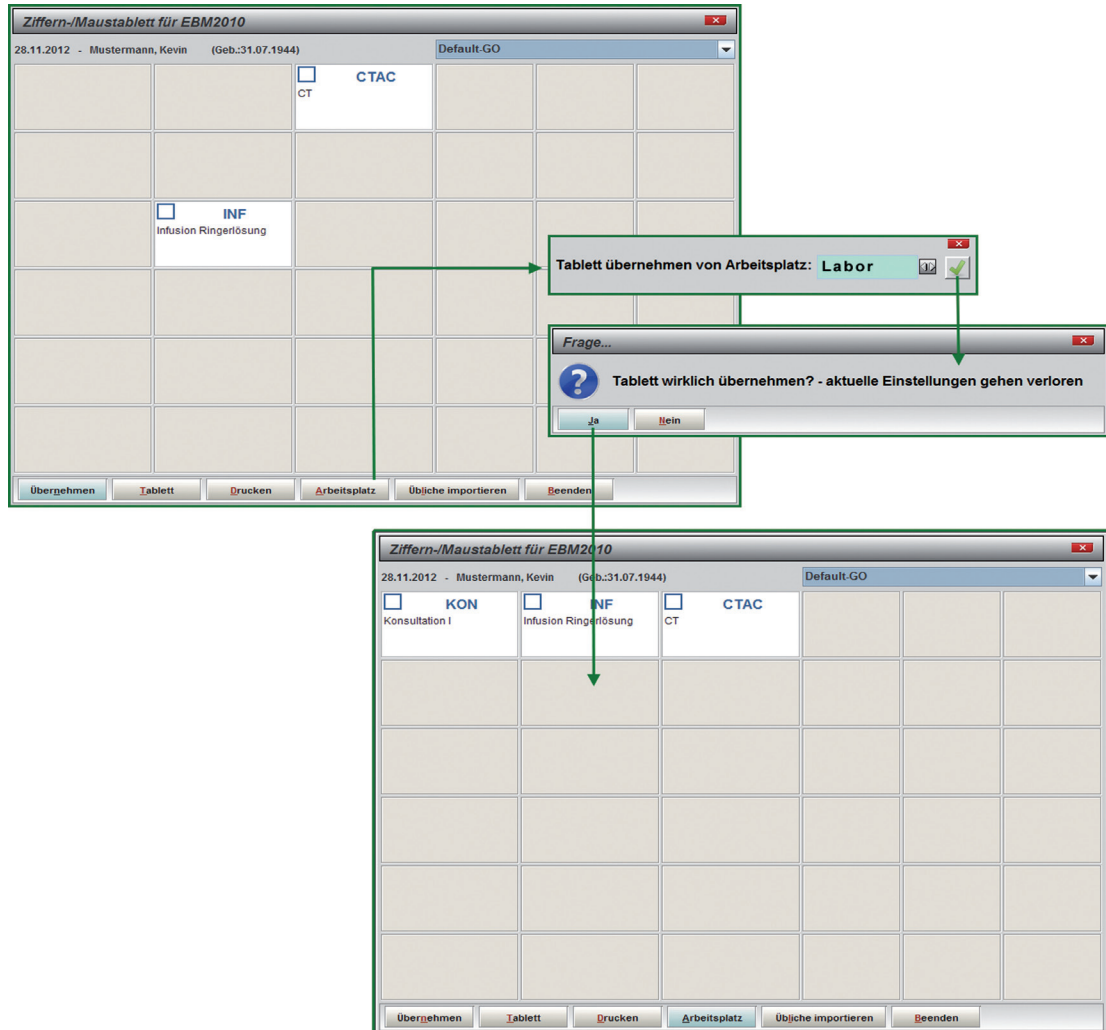 Ziffern-/Maustablett für EBM2010
28.11.2012 - Mustermann, Kevin (Geb.:31.07.1944) Default-GO
CTAC
CT
INF
Infusion Ringerlösung
Tablett übernehmen von Arbeitsplatz: Labor
Frage...
Tablett wirklich übernehmen? - aktuelle Einstellungen gehen verloren
Ja Nein
Übernehmen Tablett Drucken Arbeitsplatz Übliche importieren Beenden
Ziffern-/Maustablett für EBM2010
28.11.2012 - Mustermann, Kevin (Geb.:31.07.1944) Default-GO
KON INF CTAC
Konsultation I Infusion Ringerlösung CT
Übernehmen Tablett Drucken Arbeitsplatz Übliche importieren Beenden